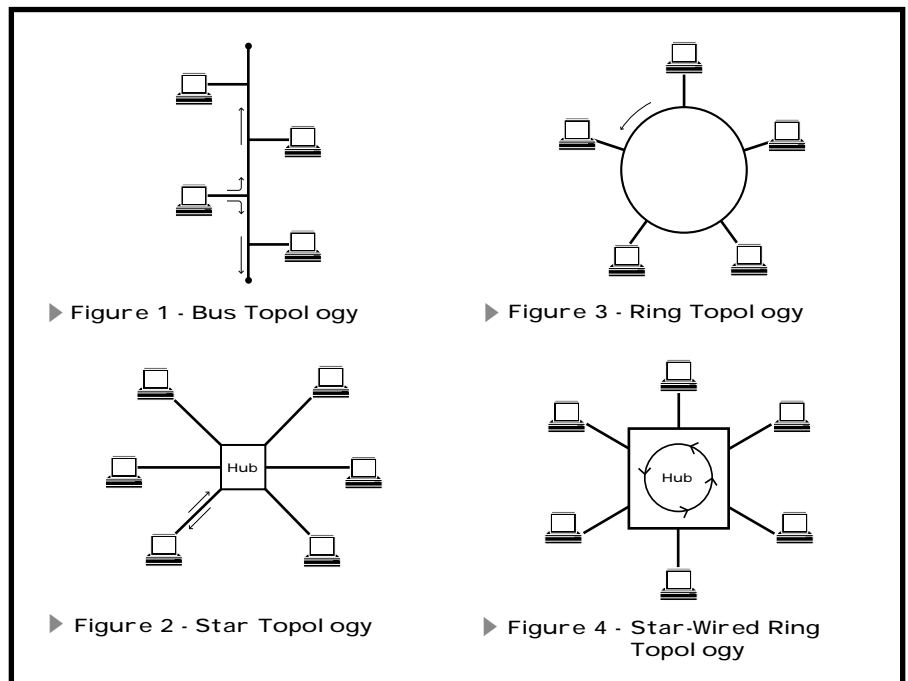 Figure 1 - Bus Topology
Figure 3 - Ring Topology
Hub
Figure 2 - Star Topology
Hub
Figure 4 - Star-Wired Ring
Topology